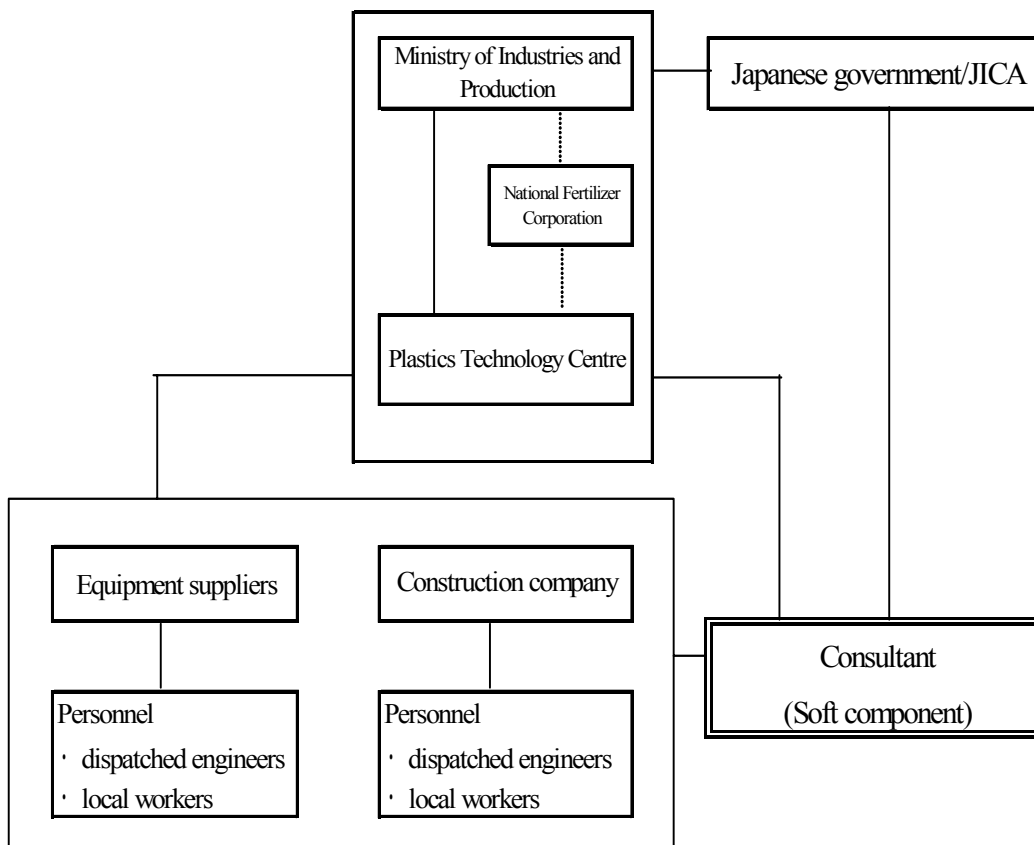 Ministry of Industries and
Production
Japanese government/JICA
National Fertilizer
Corporation
Plastics Technology Centre
Equipment suppliers
Construction company
Personnel
· dispatched engineers
· local workers
Personnel
· dispatched engineers
· local workers
Consultant
(Soft component)